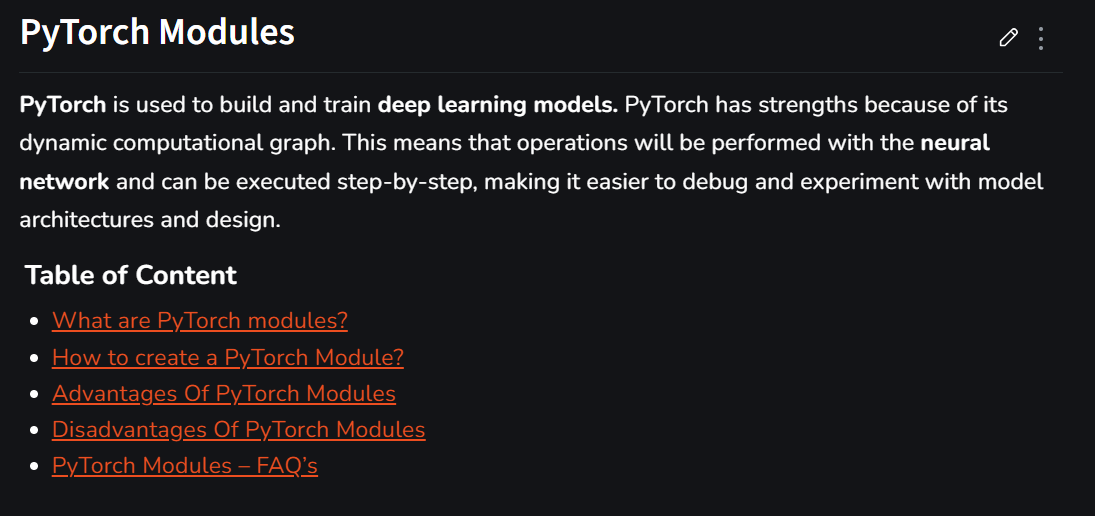 PyTorch Modules
PyTorch is used to build and train deep learning models. PyTorch has strengths because of its
dynamic computational graph. This means that operations will be performed with the neural
network and can be executed step-by-step, making it easier to debug and experiment with model
architectures and design.
Table of Content
What are PyTorch modules?
How to create a PyTorch Module?
Advantages Of PyTorch Modules
Disadvantages Of PyTorch Modules
PyTorch Modules – FAQ’s